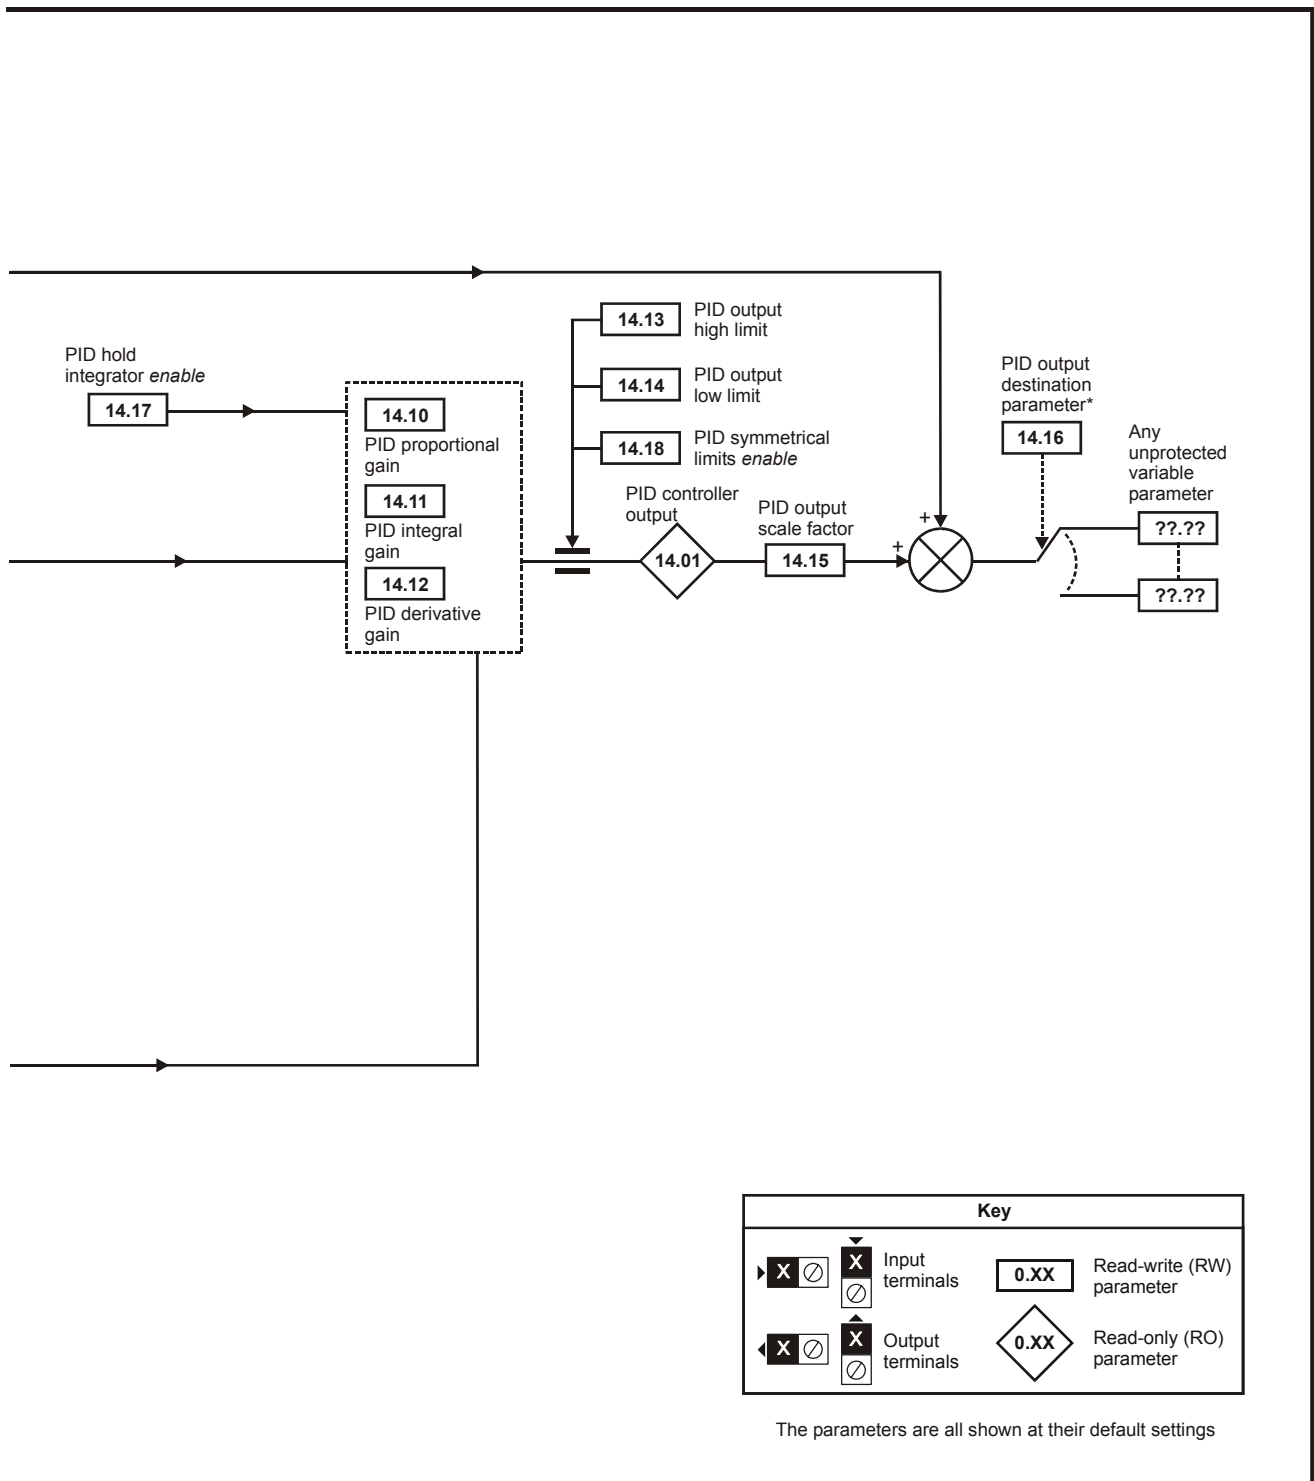 PID hold
integrator enable
14.17
14.10
PID proportional
gain
14.11
PID integral
gain
14.12
PID derivative
gain
14.13
PID output
high limit
14.14
PID output
low limit
14.18
PID symmetrical
limits enable
PID controller
output
14.01
PID output
scale factor
14.15
+
+
PID output
destination
parameter*
14.16
Any
unprotected
variable
parameter
??.??
??.??
Key
X
X
Input
terminals
0.XX
Read-write (RW)
parameter
X
X
Output
terminals
0.XX
Read-only (RO)
parameter
The parameters are all shown at their default settings